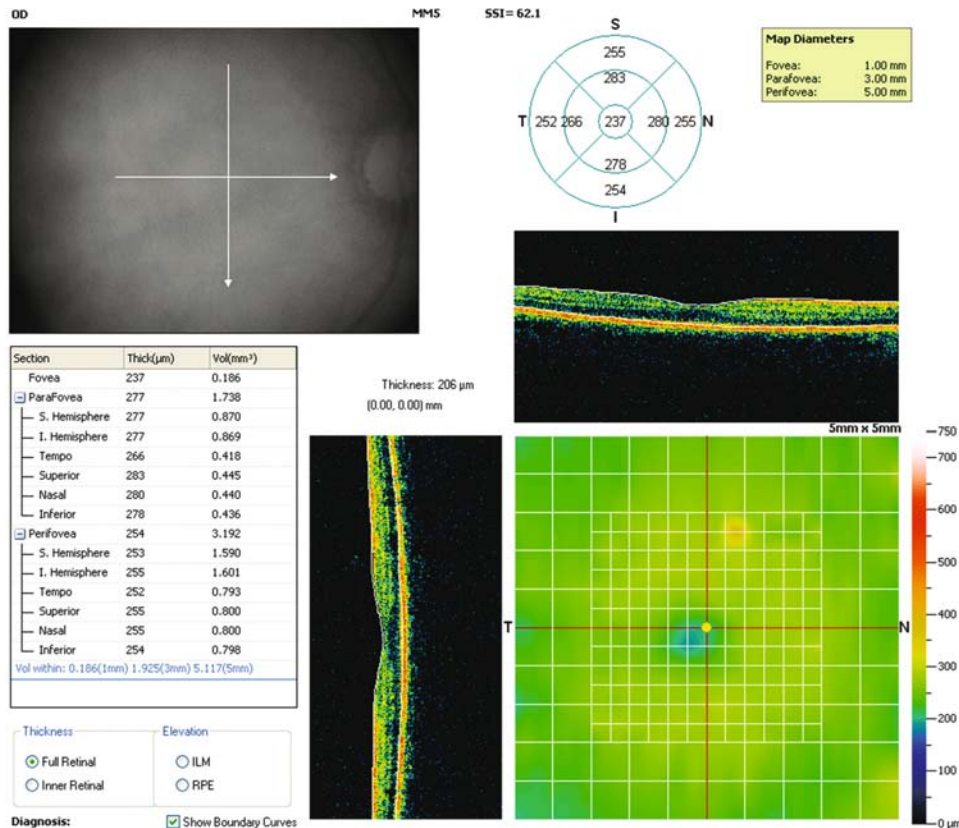 OD MM5 SSI= 62.1
S
255
283
T 252 266 237 280 255 N
278
254
I
Map Diameters
Fovea: 1.00 mm
Parafovea: 3.00 mm
Perifovea: 5.00 mm
Section Thick(µm) Vol(mm³)
Fovea 237 0.186
ParaFovea 277 1.738
S. Hemisphere 277 0.870
I. Hemisphere 277 0.869
Tempo 266 0.418
Superior 283 0.445
Nasal 280 0.440
Inferior 278 0.436
Perifovea 254 3.192
S. Hemisphere 253 1.590
I. Hemisphere 255 1.601
Tempo 252 0.793
Superior 255 0.800
Nasal 255 0.800
Inferior 254 0.798
Vol within: 0.186(1mm) 1.925(3mm) 5.117(5mm)
Thickness: 206 µm
(0.00, 0.00) mm
5mm x 5mm
T N
750
700
600
500
400
300
200
100
0 µm
Thickness Elevation
Full Retinal ILM
Inner Retinal RPE
Diagnosis: Show Boundary Curves